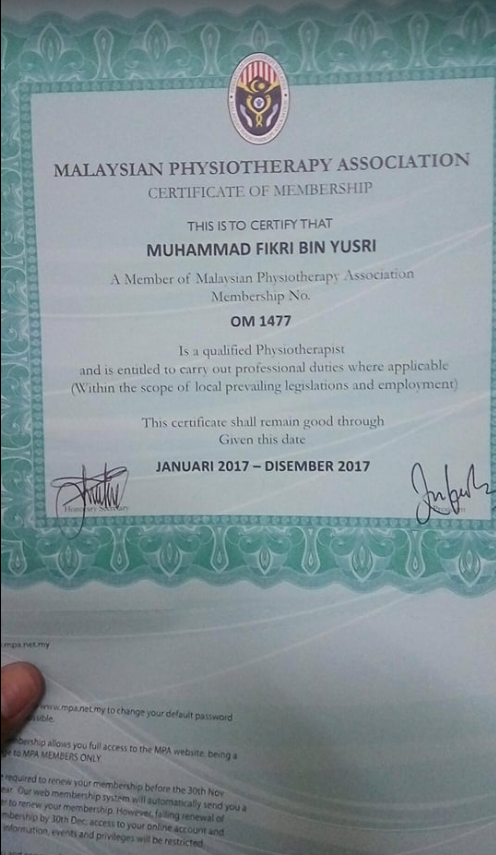 MALAYSIAN PHYSIOTHERAPY ASSOCIATION
CERTIFICATE OF MEMBERSHIP
THIS IS TO CERTIFY THAT
MUHAMMAD FIKRI BIN YUSRI
A Member of Malaysian Physiotherapy Association
Membership No.
OM 1477
Is a qualified Physiotherapist
and is entitled to carry out professional duties where applicable
(Within the scope of local prevailing legislations and employment)
This certificate shall remain good through
Given this date
JANUARI 2017 – DISEMBER 2017
Honorary Secretary
.mpa.net.my
www.mpa.net.my to change your default password
allows you full access to the MPA website, being a
to MPA MEMBERS ONLY
required to renew your membership before the 30th Nov
Our web membership system will automatically send you a
to renew your membership. However, failing renewal of
by 30th Dec, access to your online account and
information, events and privileges will be restricted